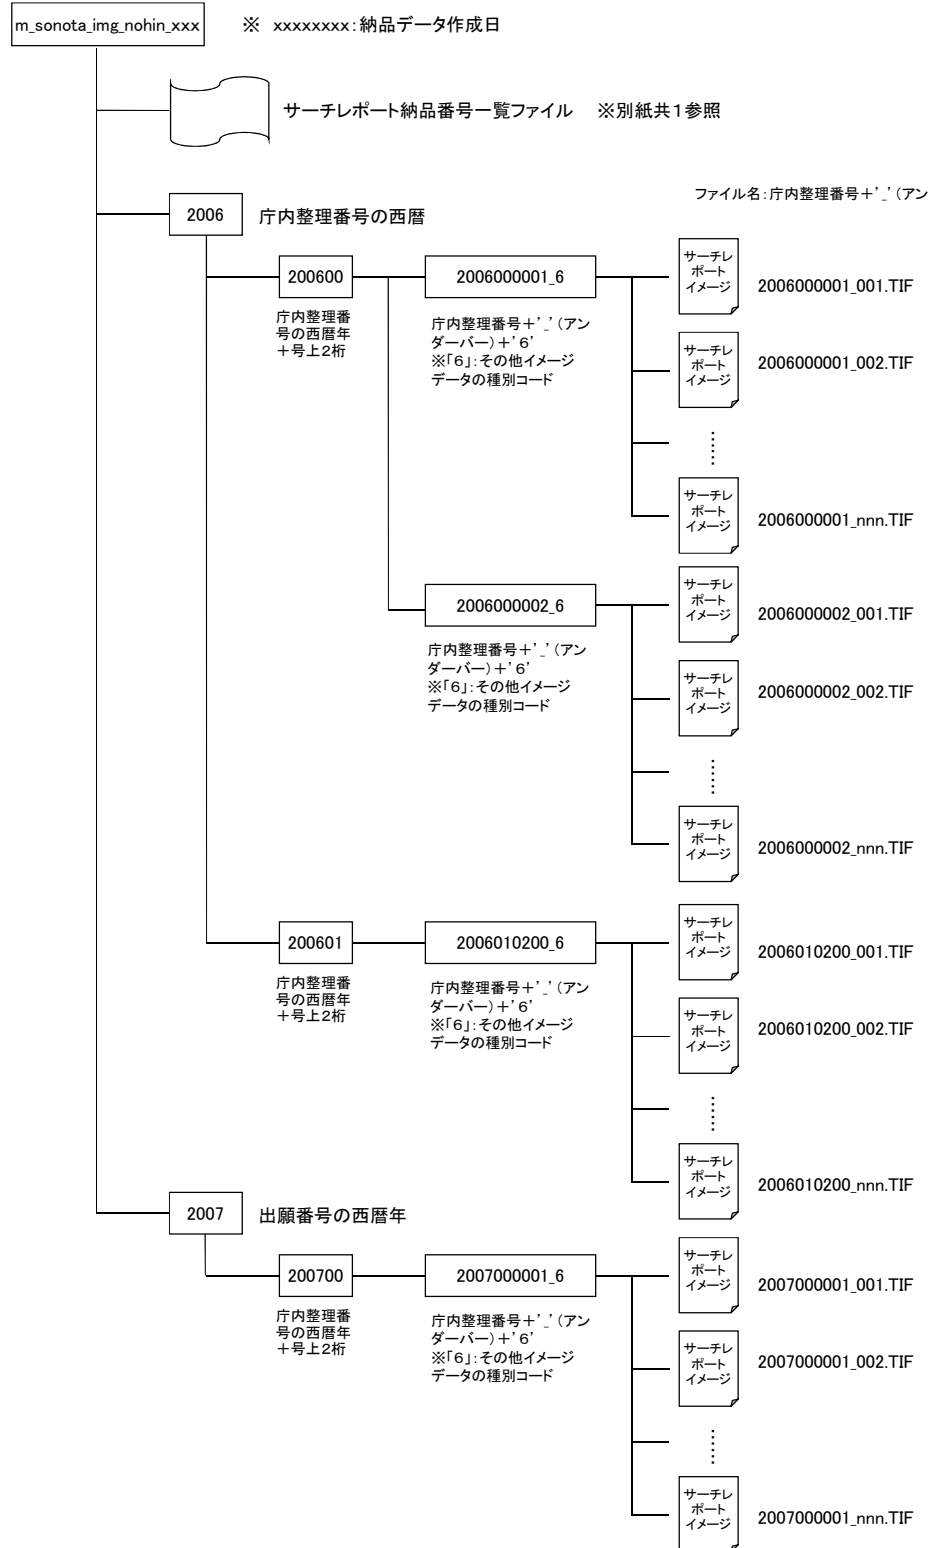 m_sonota_img_nohin_xxx
※ xxxxxxxx:納品データ作成日
サーチレポート納品番号一覧ファイル ※別紙共1参照
ファイル名:庁内整理番号+'_'(アン
2006
庁内整理番号の西暦
200600
庁内整理番
号の西暦年
+号上2桁
2006000001_6
庁内整理番号+'_'(アン
ダーバー)+'6'
※「6」:その他イメージ
データの種別コード
サーチレ
ポート
イメージ
2006000001_001.TIF
サーチレ
ポート
イメージ
2006000001_002.TIF
サーチレ
ポート
イメージ
2006000001_nnn.TIF
2006000002_6
庁内整理番号+'_'(アン
ダーバー)+'6'
※「6」:その他イメージ
データの種別コード
サーチレ
ポート
イメージ
2006000002_001.TIF
サーチレ
ポート
イメージ
2006000002_002.TIF
サーチレ
ポート
イメージ
2006000002_nnn.TIF
200601
庁内整理番
号の西暦年
+号上2桁
2006010200_6
庁内整理番号+'_'(アン
ダーバー)+'6'
※「6」:その他イメージ
データの種別コード
サーチレ
ポート
イメージ
2006010200_001.TIF
サーチレ
ポート
イメージ
2006010200_002.TIF
サーチレ
ポート
イメージ
2006010200_nnn.TIF
2007
出願番号の西暦年
200700
庁内整理番
号の西暦年
+号上2桁
2007000001_6
庁内整理番号+'_'(アン
ダーバー)+'6'
※「6」:その他イメージ
データの種別コード
サーチレ
ポート
イメージ
2007000001_001.TIF
サーチレ
ポート
イメージ
2007000001_002.TIF
サーチレ
ポート
イメージ
2007000001_nnn.TIF